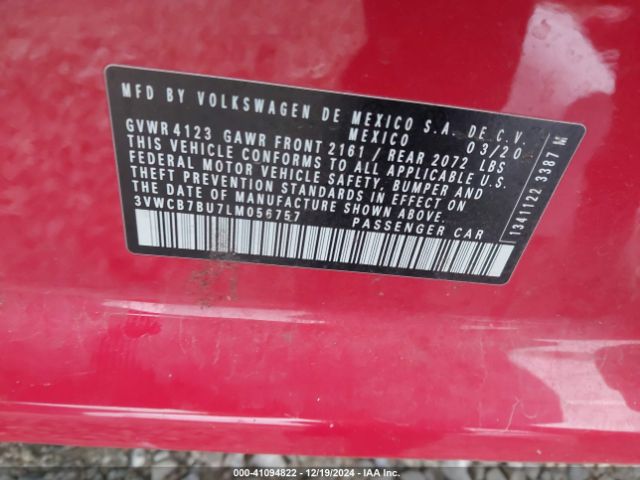 MFD BY VOLKSWAGEN DE MEXICO S.A. DE C.V.
MEXICO 03/20
GVWR 4123 GAWR FRONT 2161 / REAR 2072 LBS
THIS VEHICLE CONFORMS TO ALL APPLICABLE
FEDERAL MOTOR VEHICLE SAFETY, BUMPER AND
THEFT PREVENTION STANDARDS IN EFFECT ON
THE DATE OF MANUFACTURE SHOWN ABOVE.
3VWCB7BU7LM056757 PASSENGER CAR
1341122 3387 M
000-41094822 - 12/19/2024 - IAA Inc.